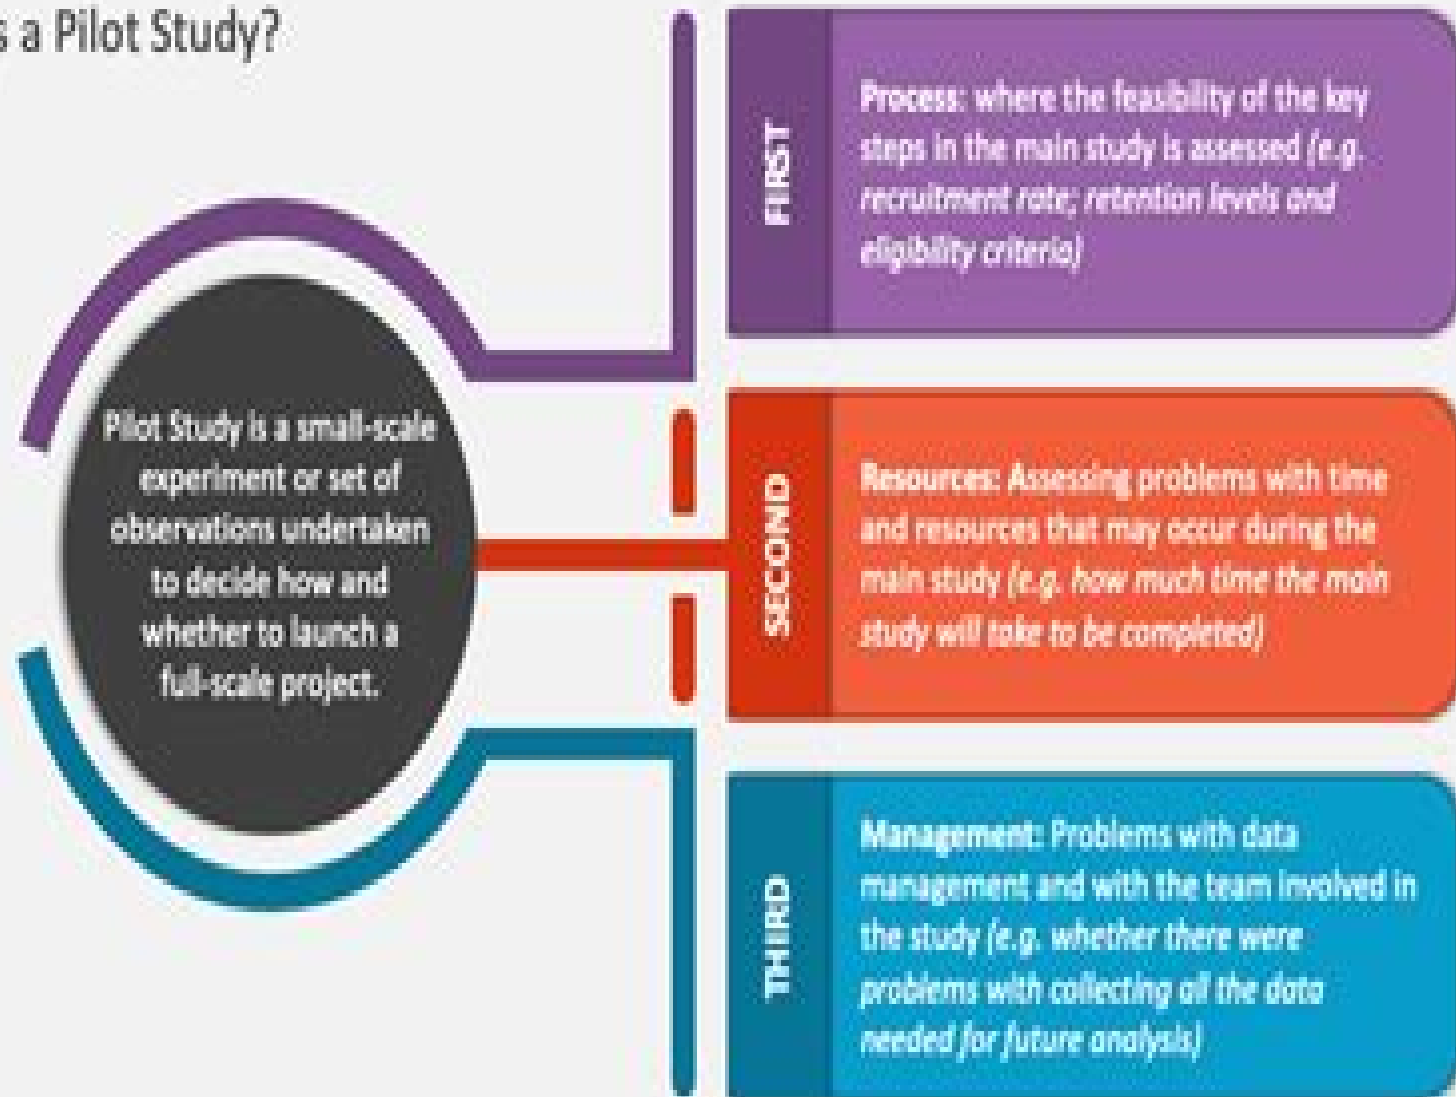 s a Pilot Study?
Pilot Study is a small-scale
experiment or set of
observations undertaken
to decide how and
whether to launch a
full-scale project.
FIRST
Process: where the feasibility of the key
steps in the main study is assessed (e.g.
recruitment rate; retention levels and
eligibility criteria)
SECOND
Resources: Assessing problems with time
and resources that may occur during the
main study (e.g. how much time the main
study will take to be completed)
THIRD
Management: Problems with data
management and with the team involved in
the study (e.g. whether there were
problems with collecting all the data
needed for future analysis)